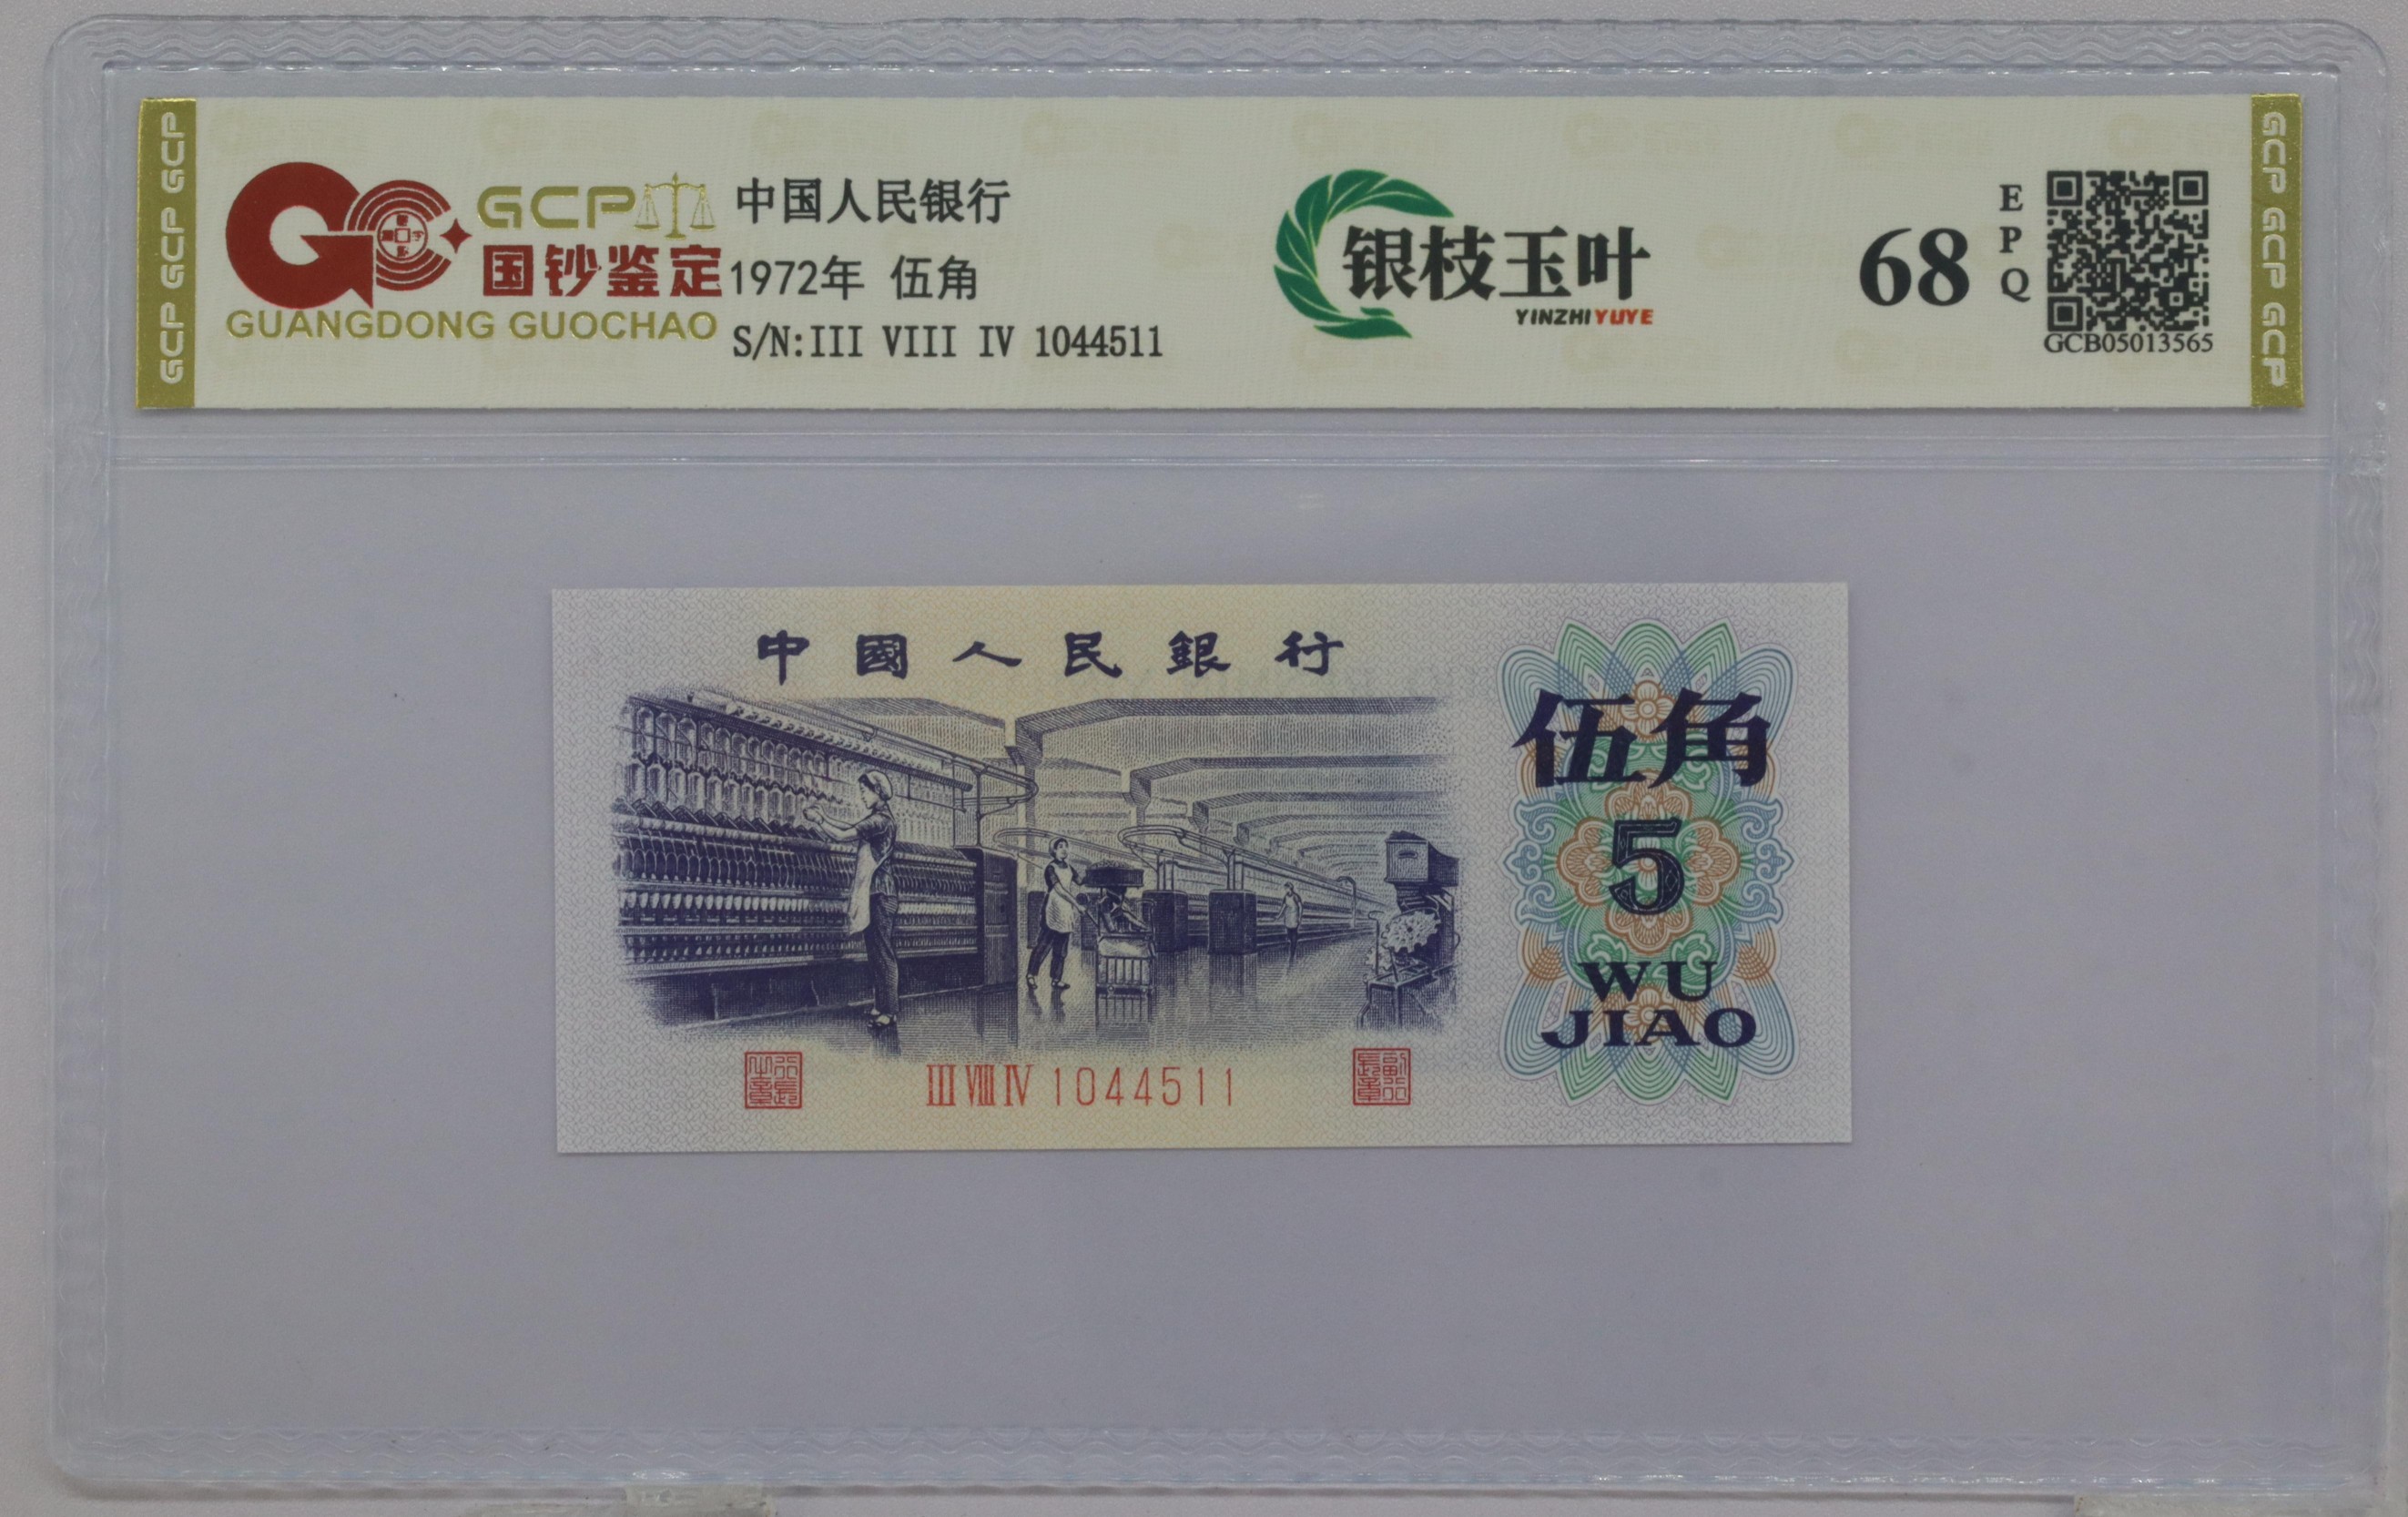 GCP GCP GCP
GCP
国钞鉴定
GUANGDONG GUOCHAO
中国人民银行
1972年 伍角
S/N:III VIII IV 1044511
银枝玉叶
YINZHIYUYE
68
EPQ
GCB05013565
GCP GCP GCP
中國人民銀行
伍角
5
WU
JIAO
III VIII IV 1044511